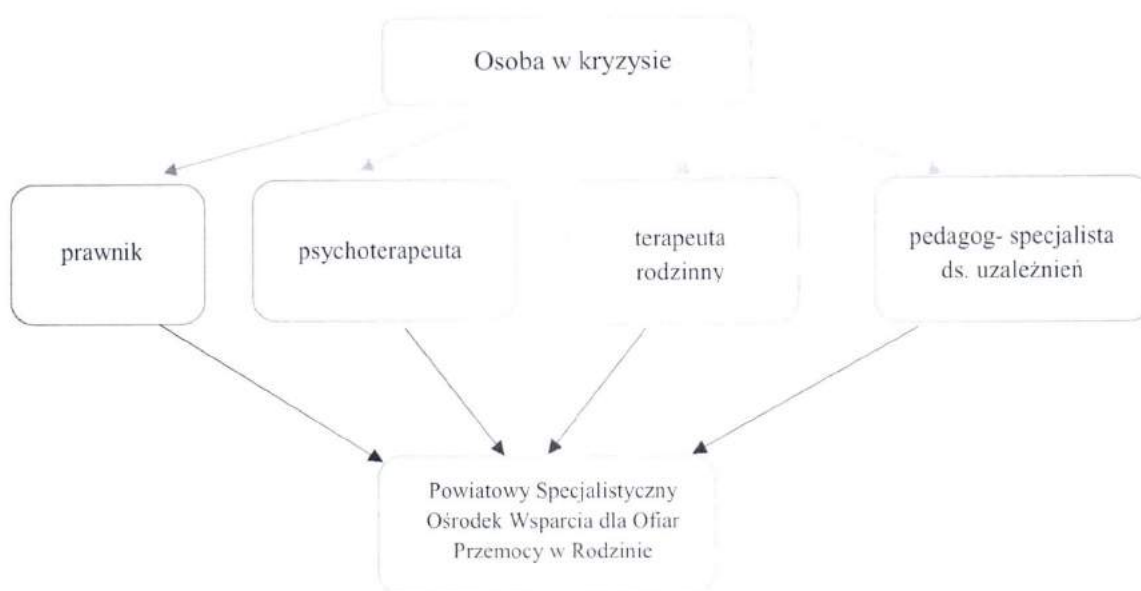 Osoba w kryzysie
prawnik
psychoterapeuta
terapeuta
rodzinny
pedagog- specjalista
ds. uzależnień
Powiatowy Specjalistyczny
Ośrodek Wsparcia dla Ofiar
Przemocy w Rodzinie